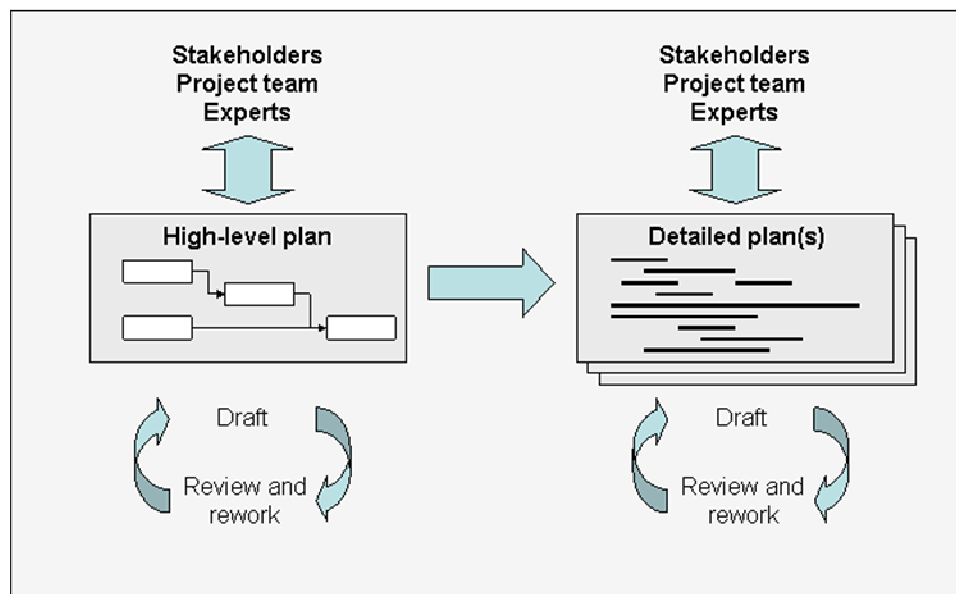 Stakeholders
Project team
Experts
High-level plan
Draft
Review and
rework
Stakeholders
Project team
Experts
Detailed plan(s)
Draft
Review and
rework